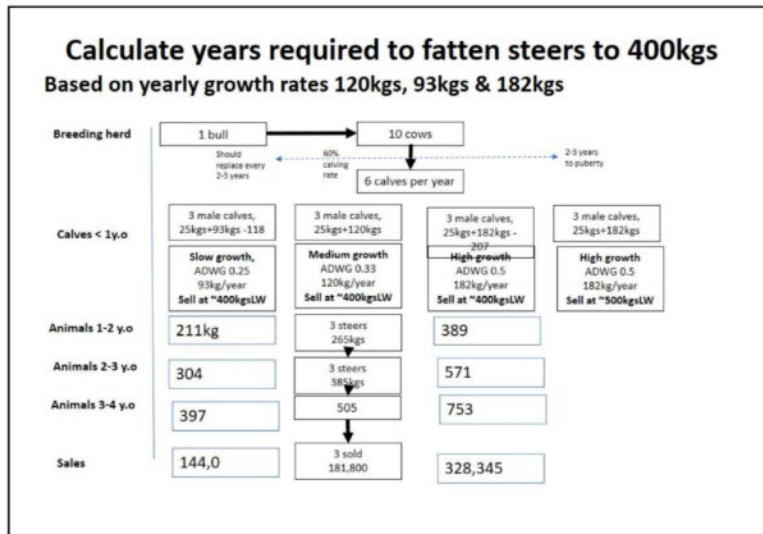 Calculate years required to fatten steers to 400kgs
Based on yearly growth rates 120kgs, 93kgs & 182kgs
Breeding herd
1 bull
10 cows
Should
replace every
2-3 years
60%
calving
rate
2-3 years
to puberty
6 calves per year
Calves < 1y.o
3 male calves,
25kgs+93kgs -118
3 male calves,
25kgs+120kgs
3 male calves,
25kgs+182kgs -
207
3 male calves,
25kgs+182kgs
Slow growth,
ADWG 0.25
93kg/year
Sell at ~400kgsLW
Medium growth
ADWG 0.33
120kg/year
Sell at ~400kgsLW
High growth
ADWG 0.5
182kg/year
Sell at ~400kgsLW
High growth
ADWG 0.5
182kg/year
Sell at ~500kgsLW
Animals 1-2 y.o
211kg
3 steers
265kgs
389
Animals 2-3 y.o
304
3 steers
385kgs
571
Animals 3-4 y.o
397
505
753
Sales
144,0
3 sold
181,800
328,345